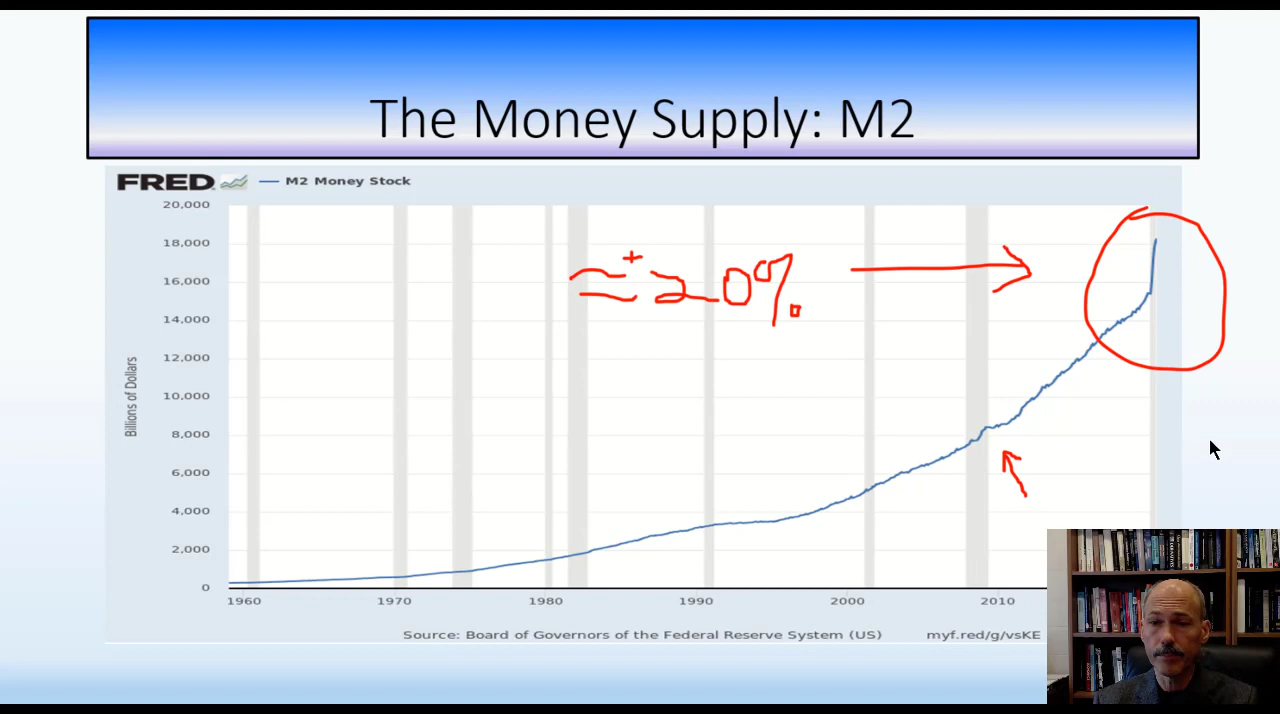 The Money Supply: M2
FRED
M2 Money Stock
20,000
18,000
16,000
14,000
12,000
10,000
8,000
6,000
4,000
2,000
0
Billions of Dollars
≈ + 20%
1960 1970 1980 1990 2000 2010
Source: Board of Governors of the Federal Reserve System (US) myf.red/g/vsKE